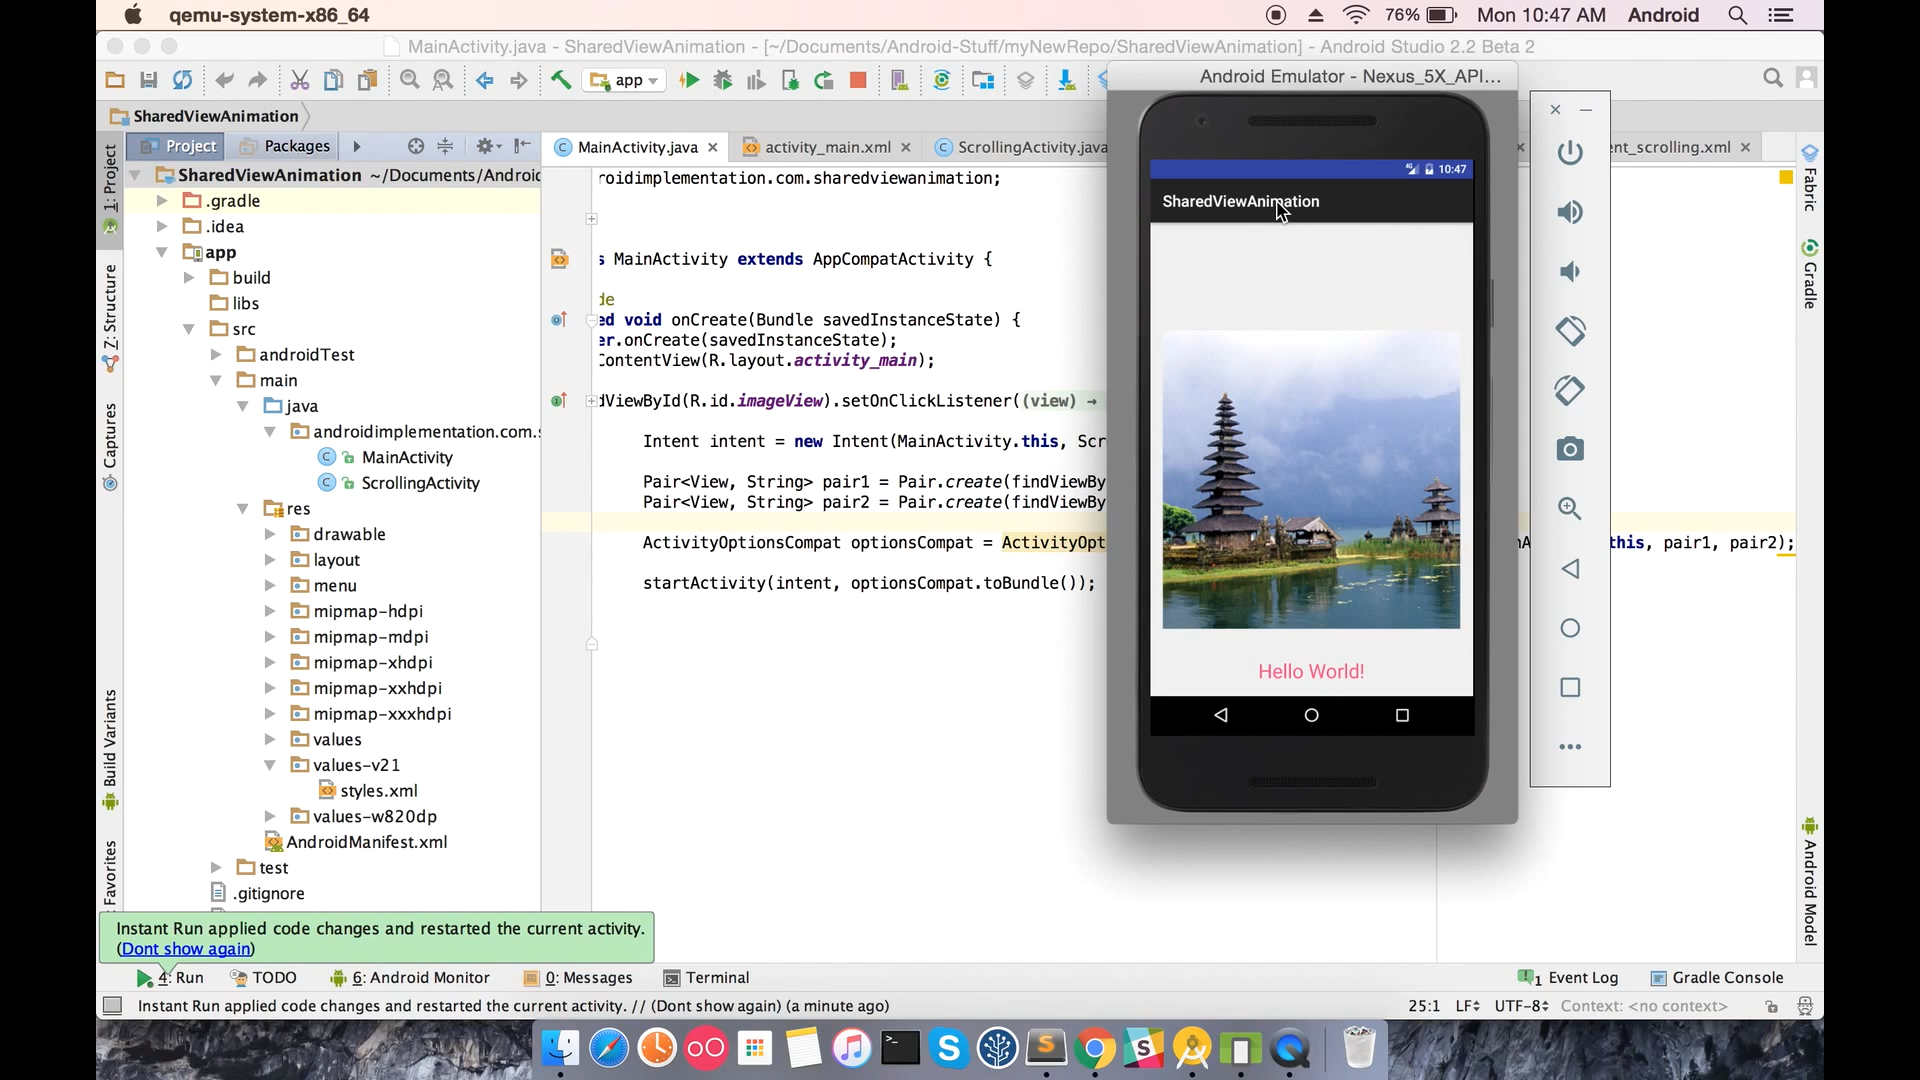 qemu-system-x86_64
76%
Mon 10:47 AM
Android
MainActivity.java - SharedViewAnimation - [~/Documents/Android-Stuff/myNewRepo/SharedViewAnimation] - Android Studio 2.2 Beta 2
app
Android Emulator - Nexus_5X_API...
SharedViewAnimation
Project
Packages
MainActivity.java
activity_main.xml
ScrollingActivity.java
ent_scrolling.xml
1: Project
Z: Structure
Captures
Build Variants
Favorites
SharedViewAnimation ~/Documents/Android
.gradle
.idea
app
build
libs
src
androidTest
main
java
androidimplementation.com.s
MainActivity
ScrollingActivity
res
drawable
layout
menu
mipmap-hdpi
mipmap-mdpi
mipmap-xhdpi
mipmap-xxhdpi
mipmap-xxxhdpi
values
values-v21
styles.xml
values-w820dp
AndroidManifest.xml
test
.gitignore
roidimplementation.com.sharedviewanimation;
s MainActivity extends AppCompatActivity {
de
ed void onCreate(Bundle savedInstanceState) {
er.onCreate(savedInstanceState);
ContentView(R.layout.activity_main);
dViewById(R.id.imageView).setOnClickListener((view) →
Intent intent = new Intent(MainActivity.this, Scr
Pair<View, String> pair1 = Pair.create(findViewBy
Pair<View, String> pair2 = Pair.create(findViewBy
ActivityOptionsCompat optionsCompat = ActivityOpt
this, pair1, pair2);
startActivity(intent, optionsCompat.toBundle());
10:47
SharedViewAnimation
Hello World!
Fabric
Gradle
Android Model
Instant Run applied code changes and restarted the current activity.
(Dont show again)
4: Run
TODO
6: Android Monitor
0: Messages
Terminal
1 Event Log
Gradle Console
Instant Run applied code changes and restarted the current activity. // (Dont show again) (a minute ago)
25:1
LF
UTF-8
Context: <no context>